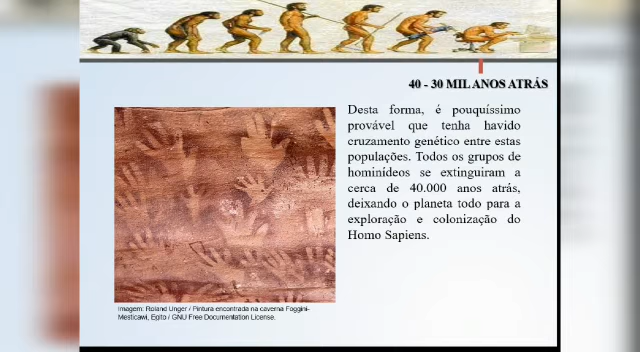 40 - 30 MIL ANOS ATRÁS
Desta forma, é pouquíssimo
provável que tenha havido
cruzamento genético entre estas
populações. Todos os grupos de
hominídeos se extinguiram a
cerca de 40.000 anos atrás,
deixando o planeta todo para a
exploração e colonização do
Homo Sapiens.
Imagem: Roland Unger / Pintura encontrada na caverna Foggini-
Mesticawi, Egito / GNU Free Documentation License.